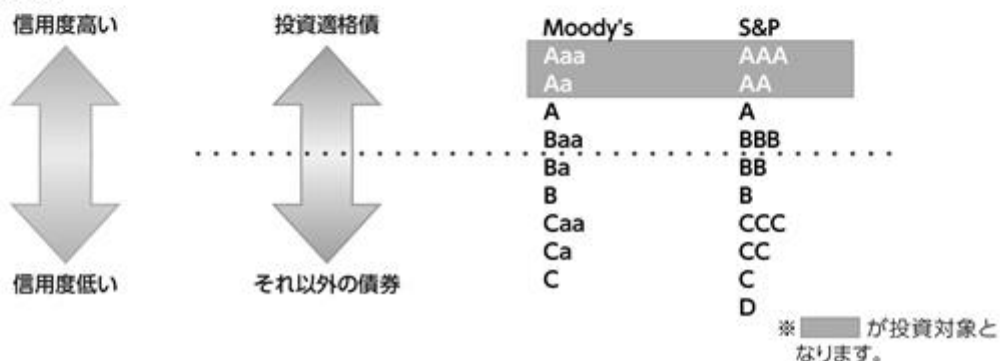 信用度高い 投資適格債 Moody's S&P
Aaa AAA
Aa AA
A A
Baa BBB
Ba BB
B B
Caa CCC
Ca CC
信用度低い それ以外の債券 C C
D
※ が投資対象と
なります。